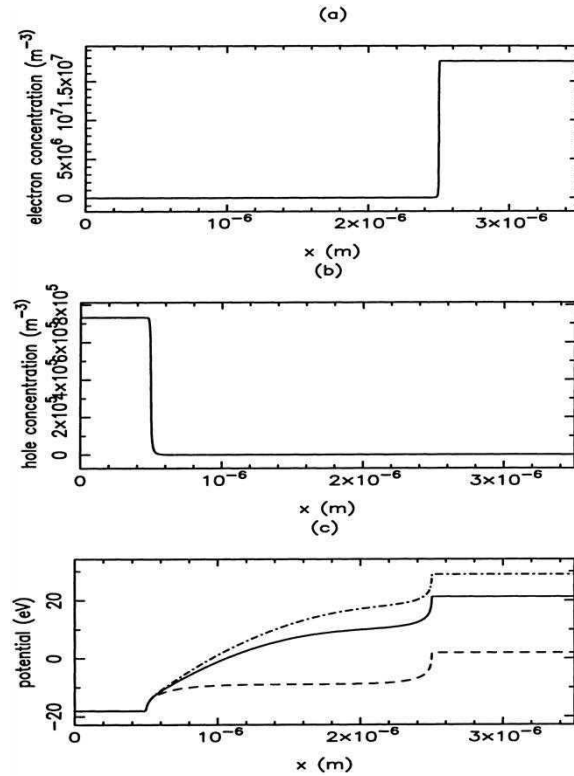 (a)
electron concentration (m⁻³)
0 5x10⁶ 10⁷ 1.5x10⁷
10⁻⁶ 2x10⁻⁶ 3x10⁻⁶
x (m)
(b)
hole concentration (m⁻³)
0 2x10⁵ 4x10⁵ 6x10⁵ 8x10⁵
0 10⁻⁶ 2x10⁻⁶ 3x10⁻⁶
x (m)
(c)
potential (eV)
-20 0 20
0 10⁻⁶ 2x10⁻⁶ 3x10⁻⁶
x (m)